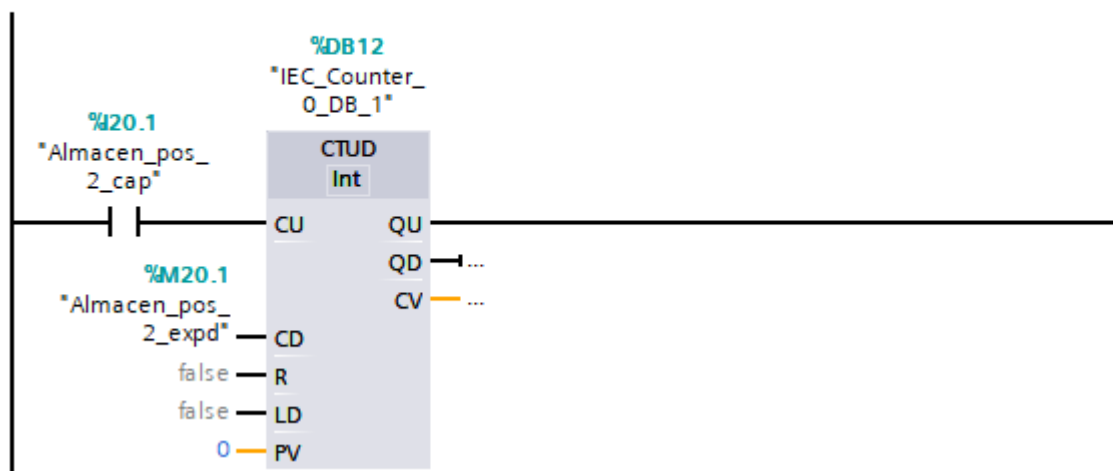 %DB12
"IEC_Counter_
0_DB_1"
%I20.1
"Almacen_pos_
2_cap"
CTUD
Int
CU QU
QD ...
CV ...
%M20.1
"Almacen_pos_
2_expd" CD
false R
false LD
0 PV